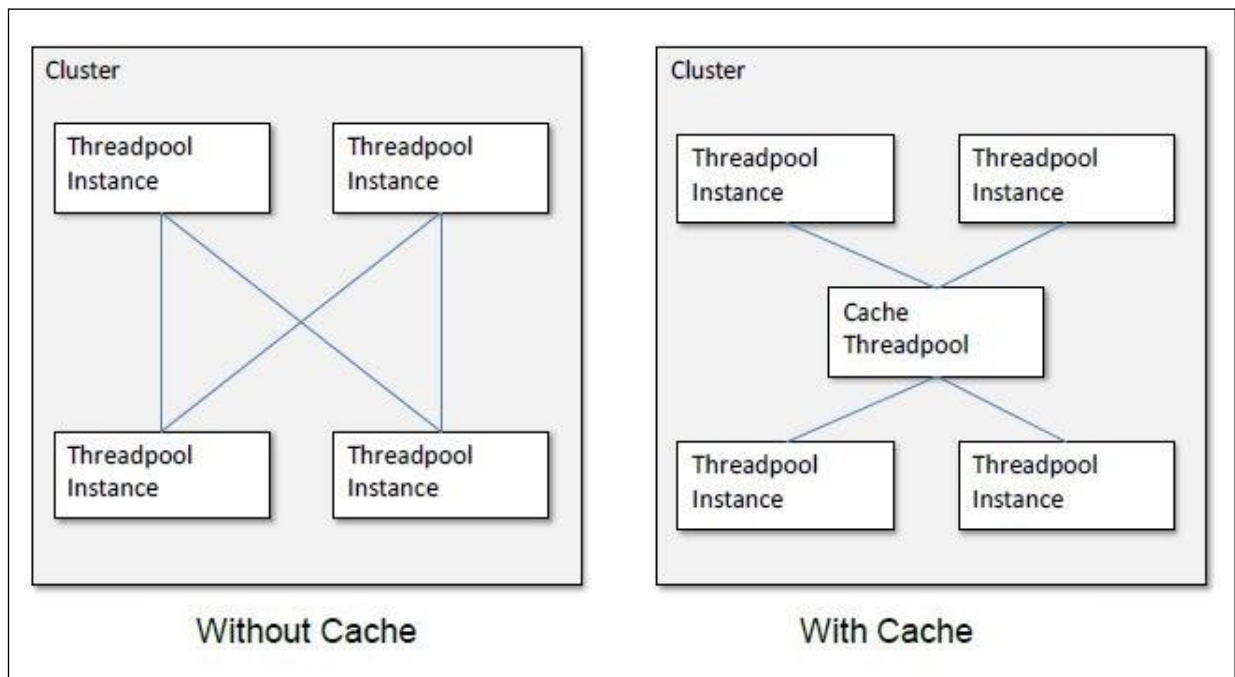 Cluster
Threadpool
Instance
Threadpool
Instance
Threadpool
Instance
Threadpool
Instance
Without Cache
Cluster
Threadpool
Instance
Threadpool
Instance
Cache
Threadpool
Threadpool
Instance
Threadpool
Instance
With Cache